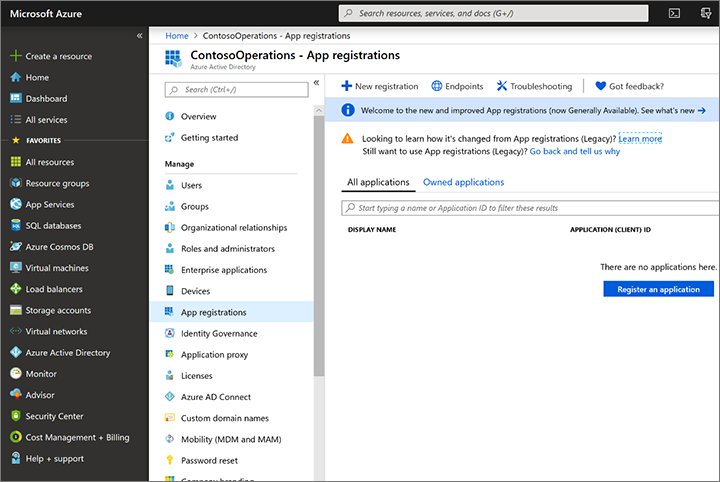 Microsoft Azure
Search resources, services, and docs (G+/)
«
Create a resource
Home
Dashboard
All services
FAVORITES
All resources
Resource groups
App Services
SQL databases
Azure Cosmos DB
Virtual machines
Load balancers
Storage accounts
Virtual networks
Azure Active Directory
Monitor
Advisor
Security Center
Cost Management + Billing
Help + support
Home > ContosoOperations - App registrations
ContosoOperations - App registrations
Azure Active Directory
Search (Ctrl+/)
«
Overview
Getting started
Manage
Users
Groups
Organizational relationships
Roles and administrators
Enterprise applications
Devices
App registrations
Identity Governance
Application proxy
Licenses
Azure AD Connect
Custom domain names
Mobility (MDM and MAM)
Password reset
Company branding
New registration Endpoints Troubleshooting Got feedback?
Welcome to the new and improved App registrations (now Generally Available). See what's new →
Looking to learn how it's changed from App registrations (Legacy)? Learn more
Still want to use App registrations (Legacy)? Go back and tell us why
All applications Owned applications
Start typing a name or Application ID to filter these results
DISPLAY NAME APPLICATION (CLIENT) ID
There are no applications here.
Register an application